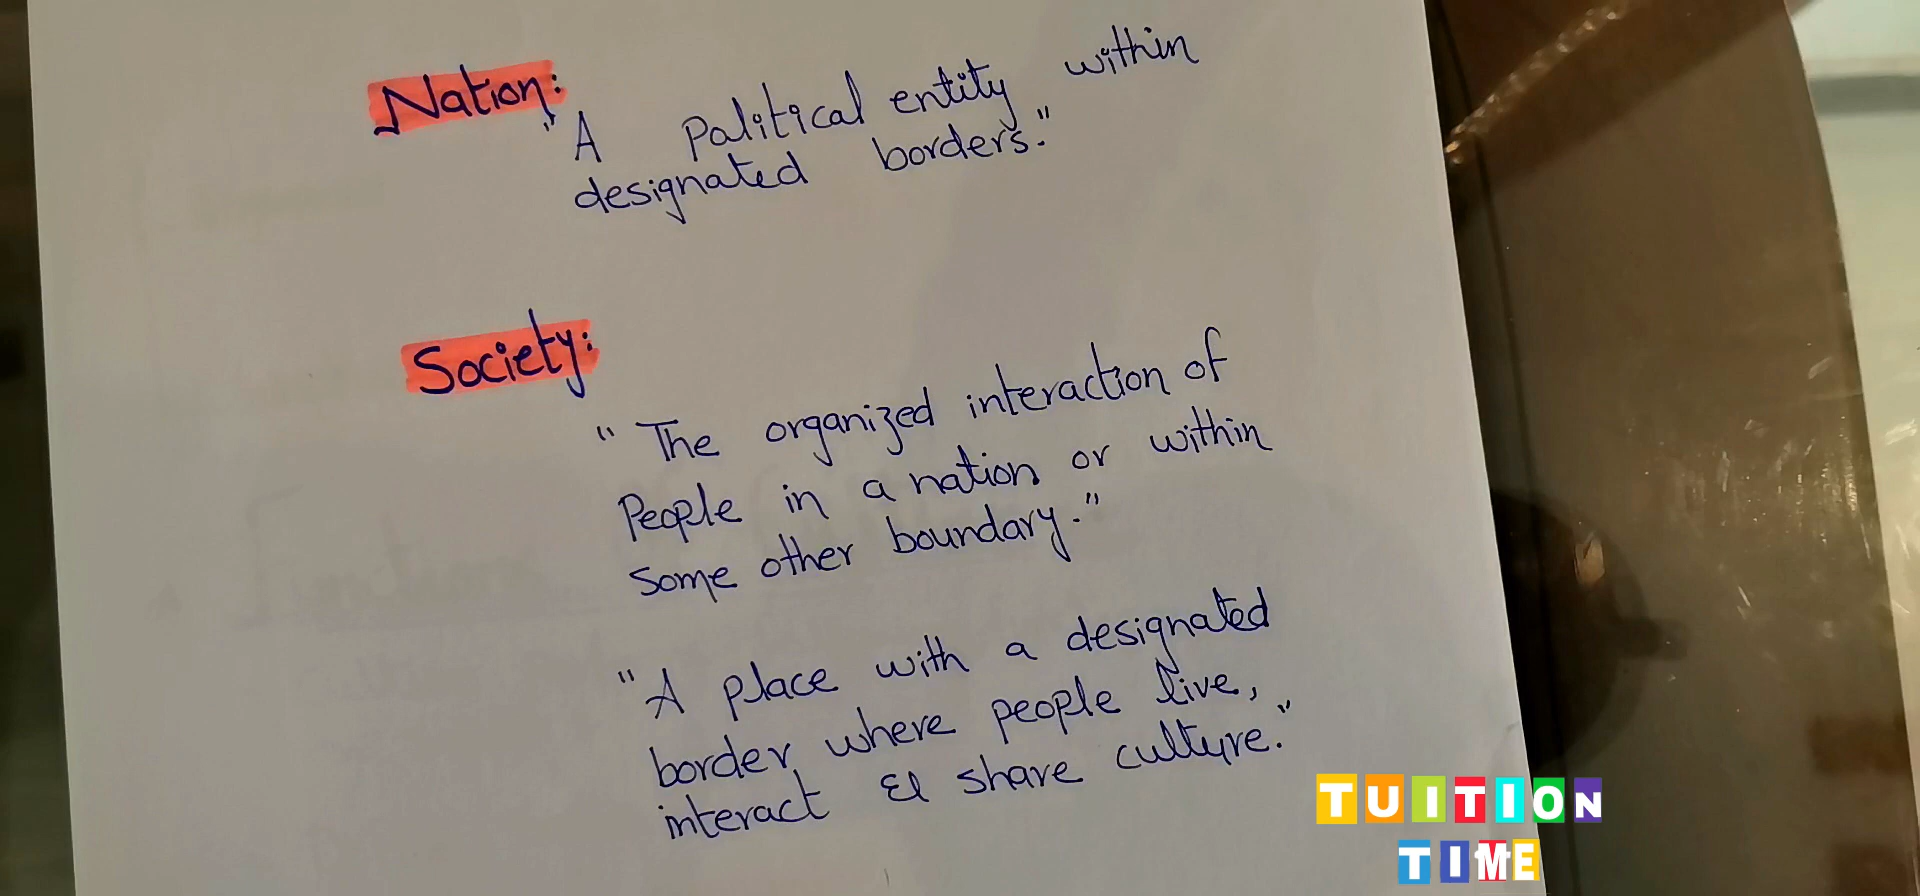 Nation:
"A Political entity within
designated borders."
Society:
"The organized interaction of
People in a nation or within
Some other boundary."
"A place with a designated
border, where people live,
interact & share culture."
TUITION
TIME